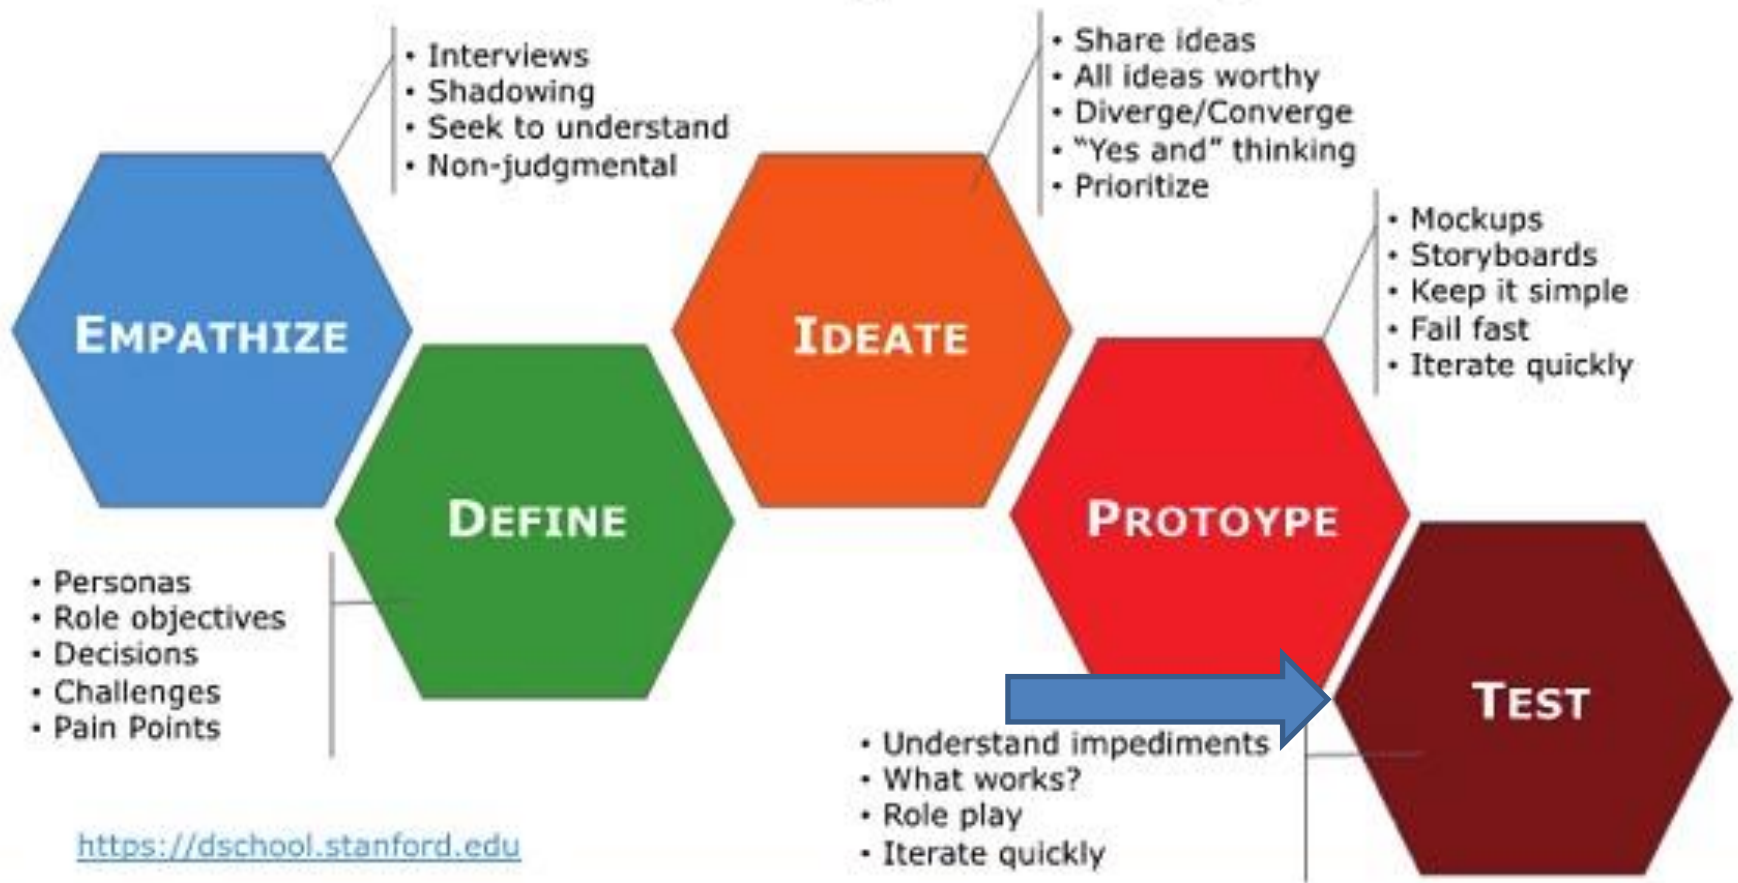 • Interviews
• Shadowing
• Seek to understand
• Non-judgmental
EMPATHIZE
• Personas
• Role objectives
• Decisions
• Challenges
• Pain Points
DEFINE
• Share ideas
• All ideas worthy
• Diverge/Converge
• “Yes and” thinking
• Prioritize
IDEATE
• Mockups
• Storyboards
• Keep it simple
• Fail fast
• Iterate quickly
PROTOYPE
• Understand impediments
• What works?
• Role play
• Iterate quickly
TEST
https://dschool.stanford.edu